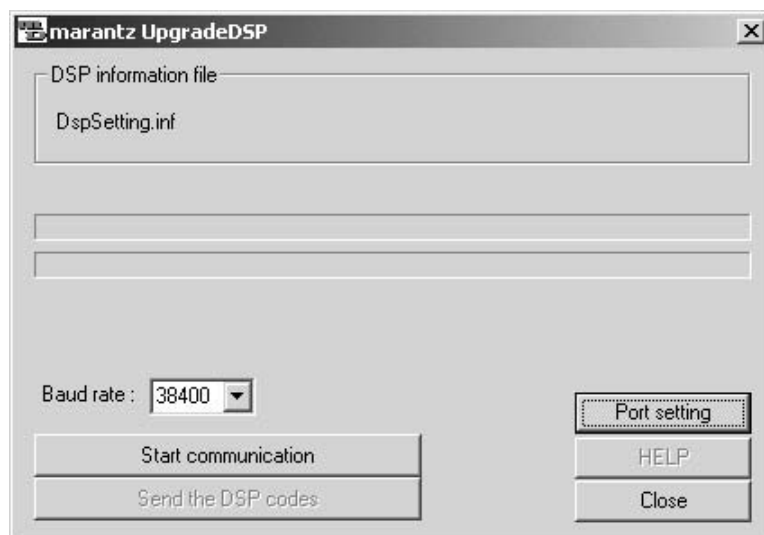 marantz UpgradeDSP
DSP information file
DspSetting.inf
Baud rate : 38400
Port setting
Start communication
HELP
Send the DSP codes
Close